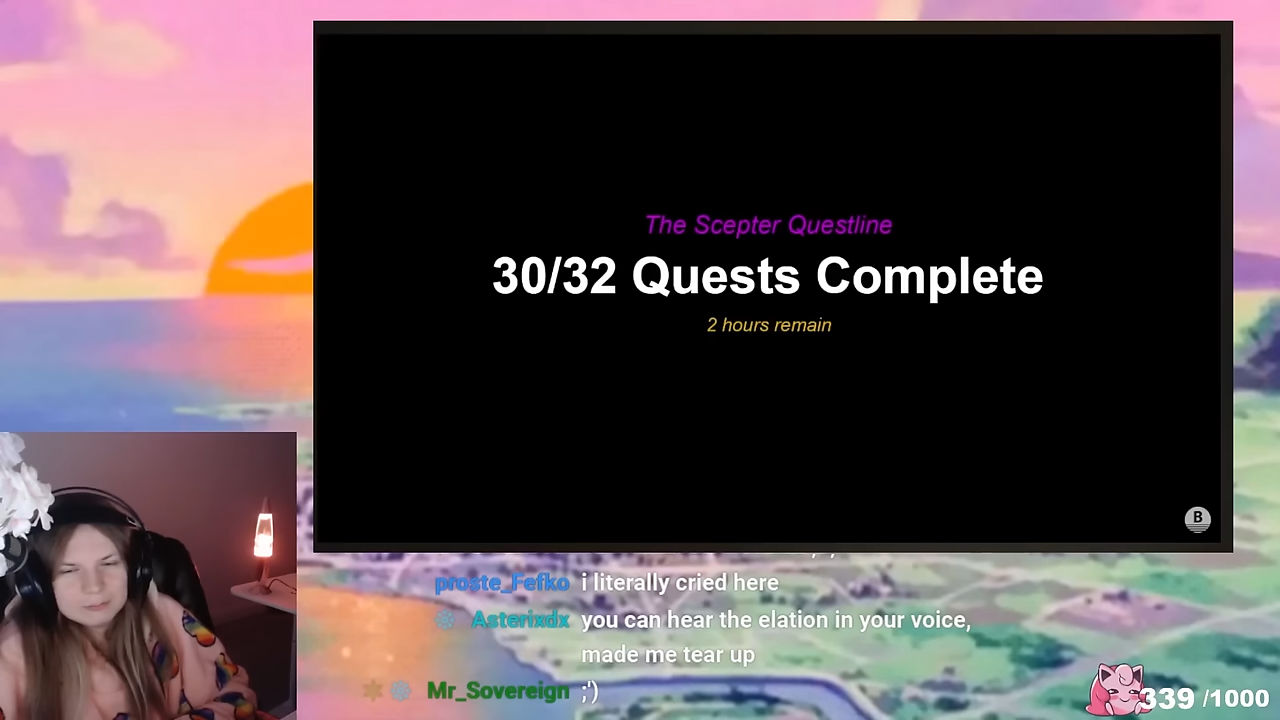 The Scepter Questline
30/32 Quests Complete
2 hours remain
B
proste_Fefko i literally cried here
Asterixdx you can hear the elation in your voice,
made me tear up
Mr_Sovereign ;')
339 /1000